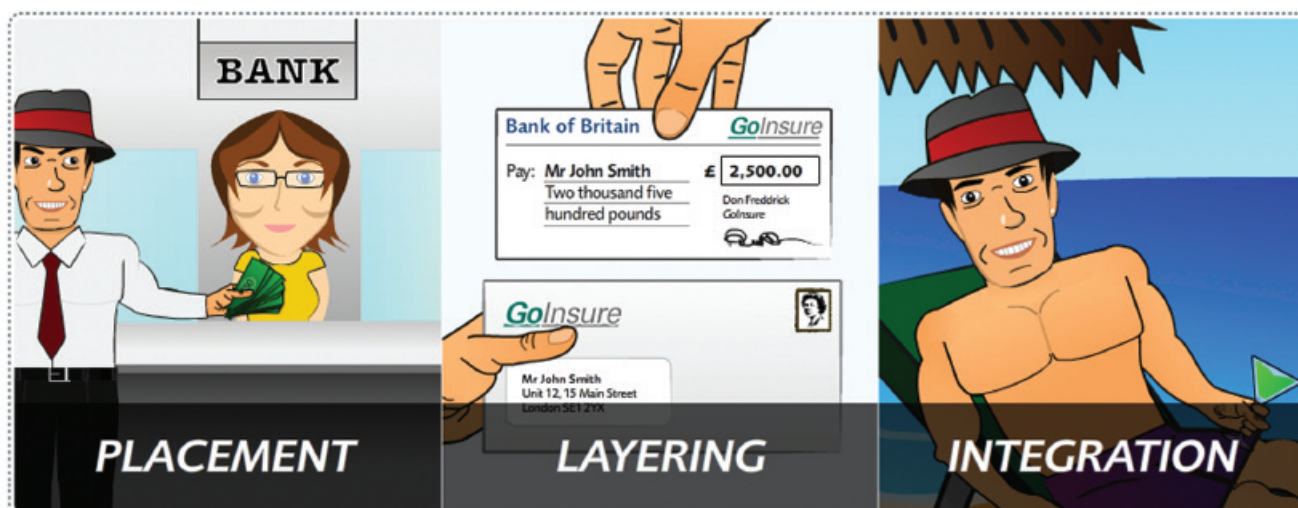 BANK
PLACEMENT
Bank of Britain GoInsure
Pay: Mr John Smith £ 2,500.00
Two thousand five
hundred pounds
Don Freddrick
GoInsure
GoInsure
Mr John Smith
Unit 12, 15 Main Street
London SE1 2YX
LAYERING
INTEGRATION